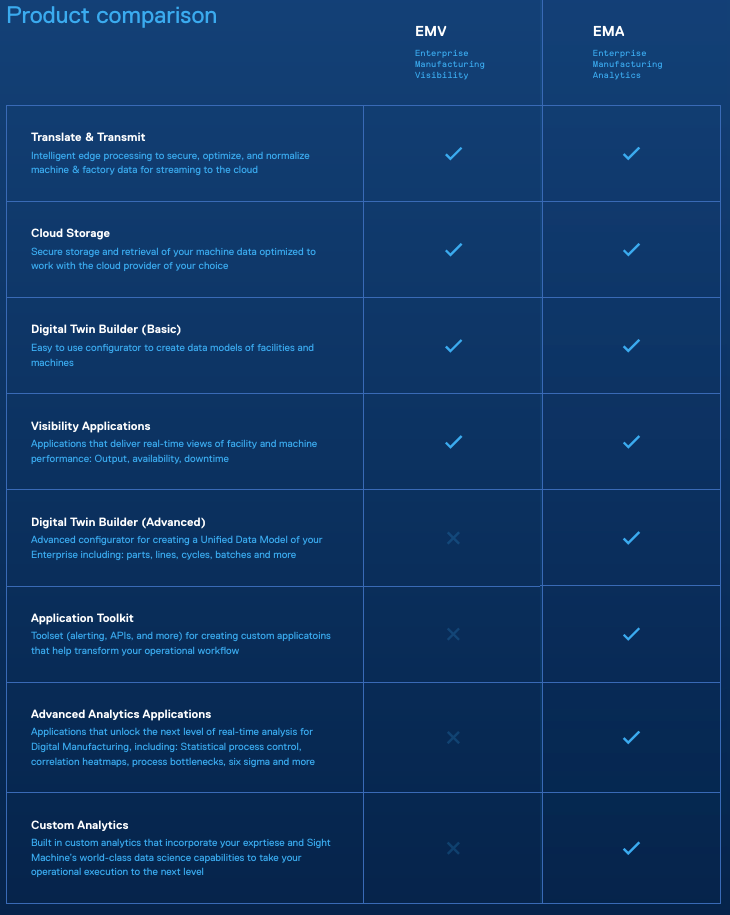 Product comparison
EMV
Enterprise
Manufacturing
Visibility
EMA
Enterprise
Manufacturing
Analytics
Translate & Transmit
Intelligent edge processing to secure, optimize, and normalize
machine & factory data for streaming to the cloud
Cloud Storage
Secure storage and retrieval of your machine data optimized to
work with the cloud provider of your choice
Digital Twin Builder (Basic)
Easy to use configurator to create data models of facilities and
machines
Visibility Applications
Applications that deliver real-time views of facility and machine
performance: Output, availability, downtime
Digital Twin Builder (Advanced)
Advanced configurator for creating a Unified Data Model of your
Enterprise including: parts, lines, cycles, batches and more
Application Toolkit
Toolset (alerting, APIs, and more) for creating custom applicatoins
that help transform your operational workflow
Advanced Analytics Applications
Applications that unlock the next level of real-time analysis for
Digital Manufacturing, including: Statistical process control,
correlation heatmaps, process bottlenecks, six sigma and more
Custom Analytics
Built in custom analytics that incorporate your exprtiese and Sight
Machine's world-class data science capabilities to take your
operational execution to the next level